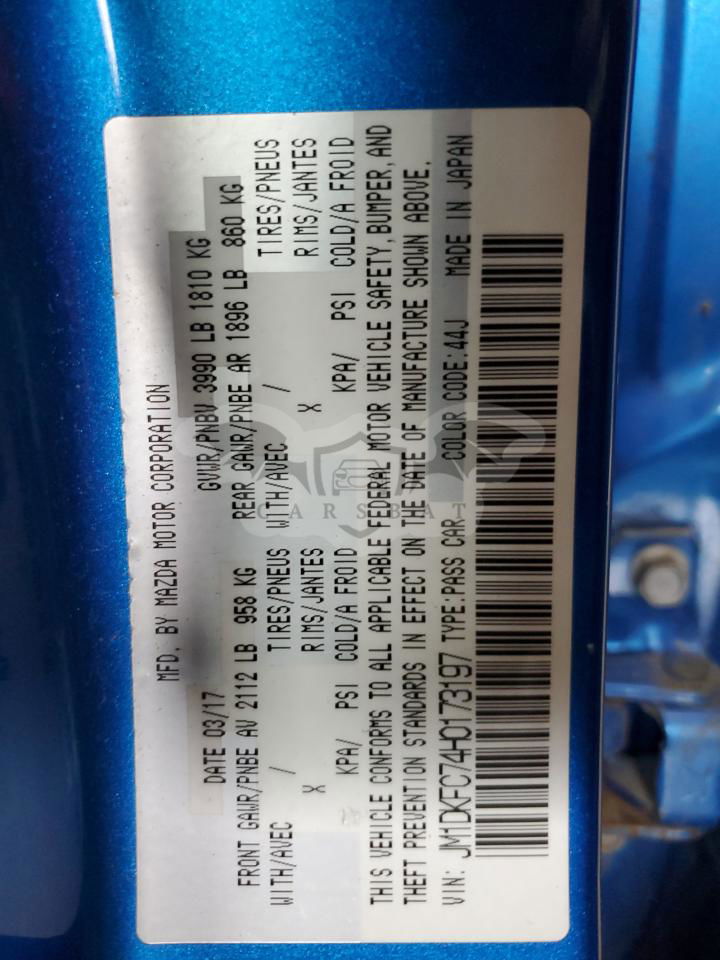 MFD. BY MAZDA MOTOR CORPORATION
DATE 03/17 GVWR/PNBV 3990 LB 1810 KG
FRONT GAWR/PNBE AV 2112 LB 958 KG REAR GAWR/PNBE AR 1896 LB 860 KG
WITH/AVEC / TIRES/PNEUS WITH/AVEC / TIRES/PNEUS
X RIMS/JANTES X RIMS/JANTES
KPA/ PSI COLD/A FROID KPA/ PSI COLD/A FROID
THIS VEHICLE CONFORMS TO ALL APPLICABLE FEDERAL MOTOR VEHICLE SAFETY, BUMPER, AND
THEFT PREVENTION STANDARDS IN EFFECT ON THE DATE OF MANUFACTURE SHOWN ABOVE.
VIN: JM1DKFC74H0173197 TYPE:PASS CAR COLOR CODE:44J MADE IN JAPAN
CARSBAT